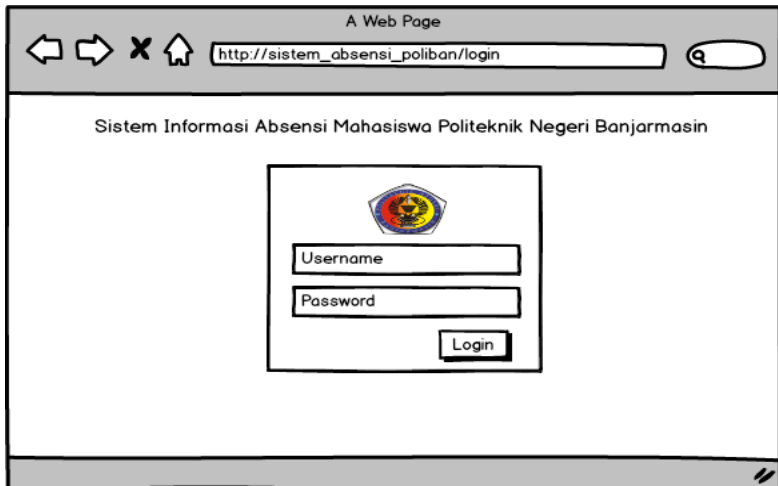 A Web Page
http://sistem_absensi_poliban/login
Sistem Informasi Absensi Mahasiswa Politeknik Negeri Banjarmasin
Username
Password
Login